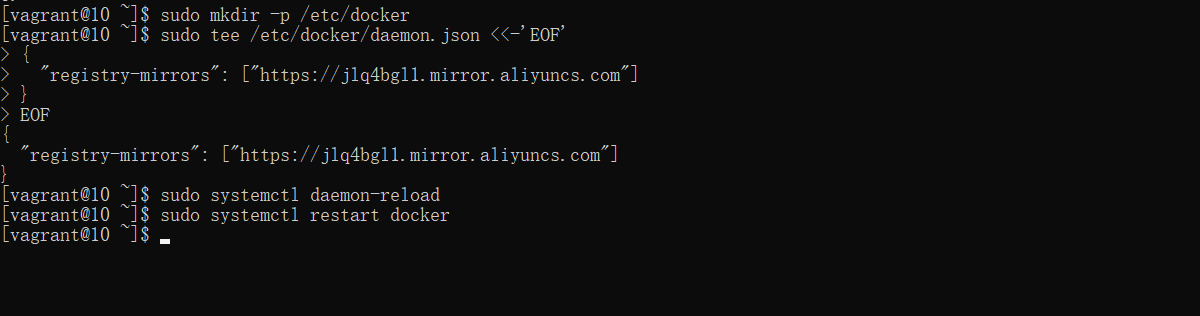 [vagrant@10 ~]$ sudo mkdir -p /etc/docker
[vagrant@10 ~]$ sudo tee /etc/docker/daemon.json <<-'EOF'
> {
>   "registry-mirrors": ["https://jlq4bgll.mirror.aliyuncs.com"]
> }
> EOF
{
  "registry-mirrors": ["https://jlq4bgll.mirror.aliyuncs.com"]
}
[vagrant@10 ~]$ sudo systemctl daemon-reload
[vagrant@10 ~]$ sudo systemctl restart docker
[vagrant@10 ~]$